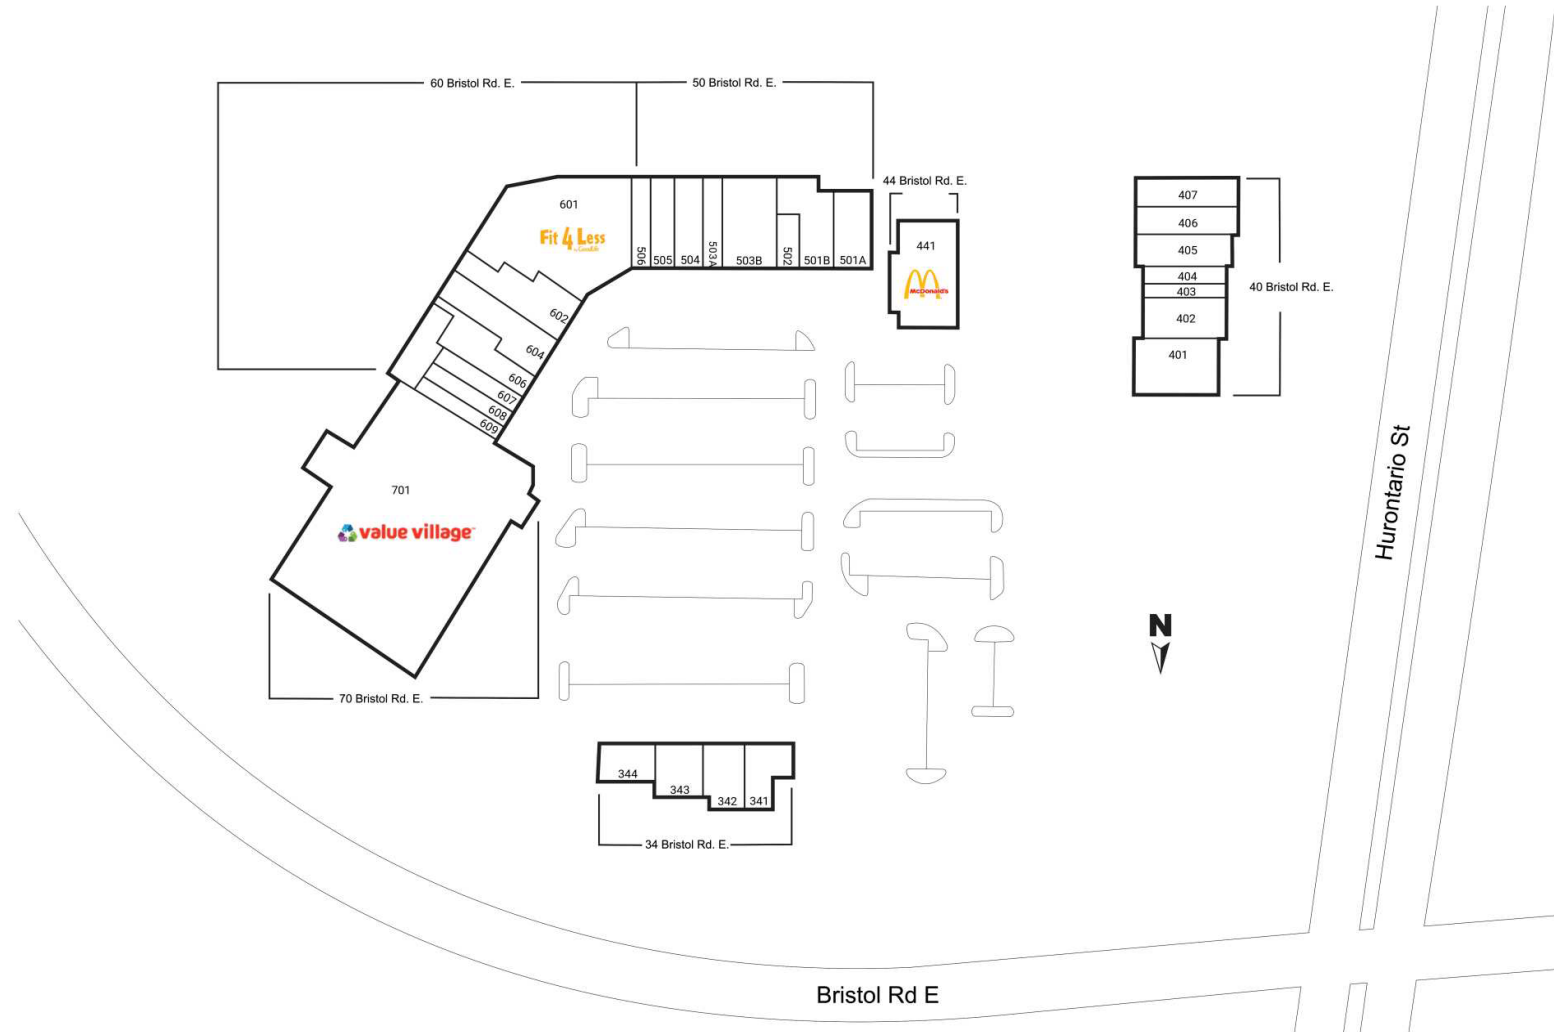 60 Bristol Rd. E.
50 Bristol Rd. E.
44 Bristol Rd. E.
601
Fit 4 Less
506
505
504
503A
503B
502
501B
501A
441
McDonald's
407
406
405
404
403
402
401
40 Bristol Rd. E.
602
604
606
607
608
609
701
value village™
70 Bristol Rd. E.
Hurontario St
N
344
343
342
341
34 Bristol Rd. E.
Bristol Rd E